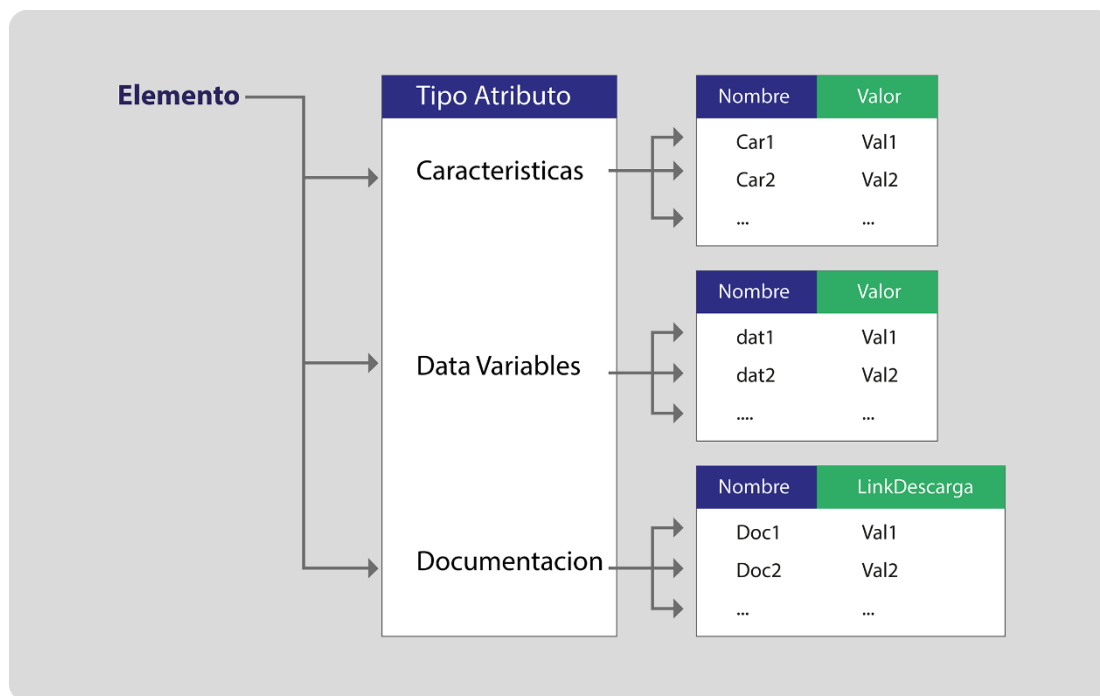 Elemento
Tipo Atributo
Caracteristicas
Data Variables
Documentacion
Nombre Valor
Car1 Val1
Car2 Val2
... ...
Nombre Valor
dat1 Val1
dat2 Val2
.... ...
Nombre LinkDescarga
Doc1 Val1
Doc2 Val2
... ...